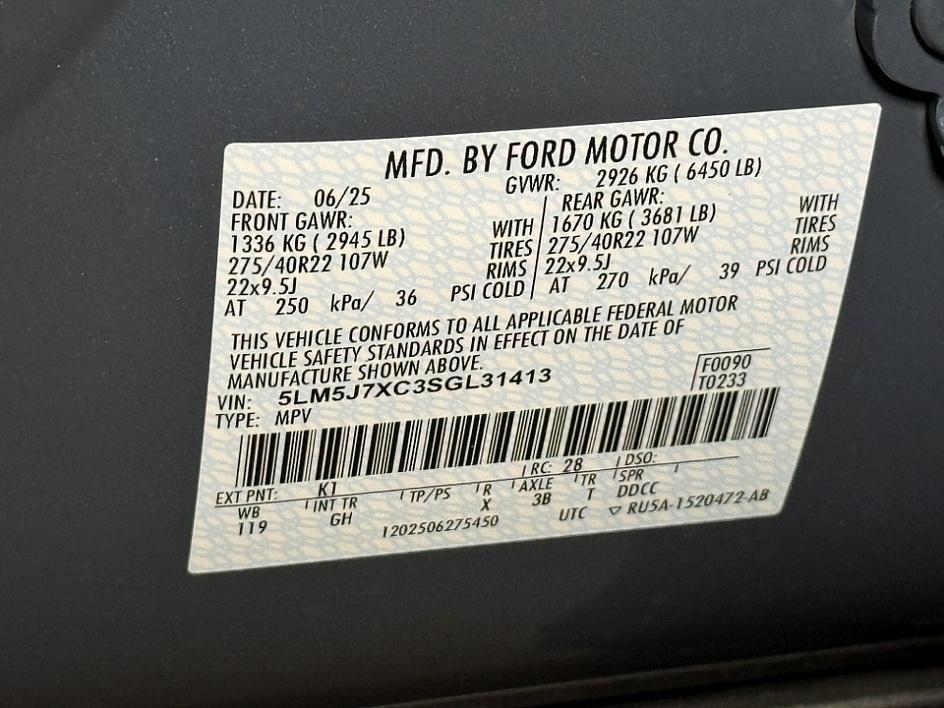 MFD. BY FORD MOTOR CO.
DATE: 06/25 GVWR: 2926 KG ( 6450 LB)
FRONT GAWR: REAR GAWR:
1336 KG ( 2945 LB) WITH 1670 KG ( 3681 LB) WITH
275/40R22 107W TIRES 275/40R22 107W TIRES
22x9.5J RIMS 22x9.5J RIMS
AT 250 kPa/ 36 PSI COLD AT 270 kPa/ 39 PSI COLD
THIS VEHICLE CONFORMS TO ALL APPLICABLE FEDERAL MOTOR
VEHICLE SAFETY STANDARDS IN EFFECT ON THE DATE OF
MANUFACTURE SHOWN ABOVE.
VIN: 5LM5J7XC3SGL31413 F0090
TYPE: MPV T0233
EXT PNT: K1 RC: 28 DSO:
WB INT TR TP/PS R AXLE TR SPR
119 GH X 3B T DDCC
1202506275450 UTC ▽ RU5A-1520472-AB